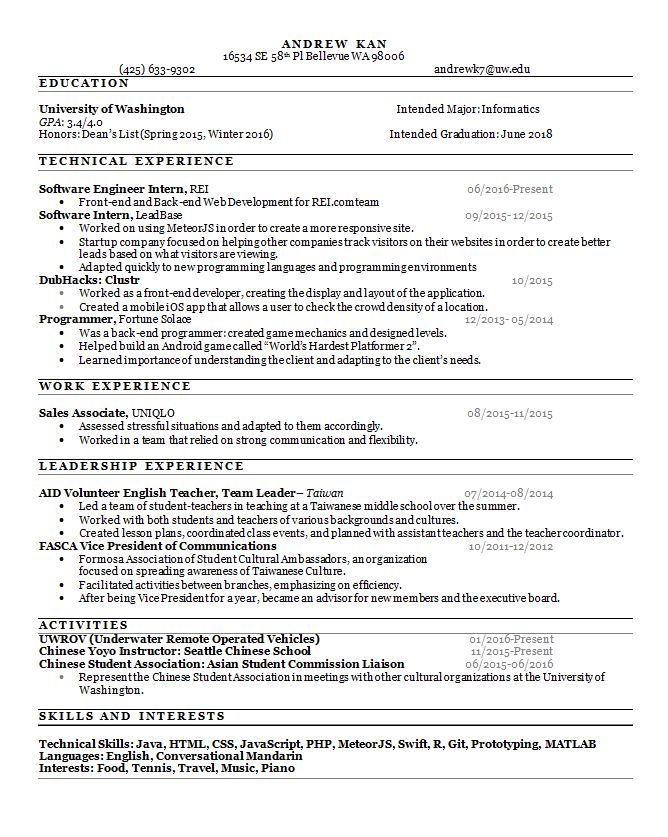 ANDREW KAN
16534 SE 58th Pl Bellevue WA 98006
(425) 633-9302 andrewk7@uw.edu
EDUCATION
University of Washington Intended Major: Informatics
GPA: 3.4/4.0
Honors: Dean's List (Spring 2015, Winter 2016) Intended Graduation: June 2018
TECHNICAL EXPERIENCE
Software Engineer Intern, REI 06/2016-Present
• Front-end and Back-end Web Development for REI.com team
Software Intern, LeadBase 09/2015-12/2015
• Worked on using MeteorJS in order to create a more responsive site.
• Startup company focused on helping other companies track visitors on their websites in order to create better
leads based on what visitors are viewing.
• Adapted quickly to new programming languages and programming environments
DubHacks: Clustr 10/2015
• Worked as a front-end developer, creating the display and layout of the application.
• Created a mobile iOS app that allows a user to check the crowd density of a location.
Programmer, Fortune Solace 12/2013-05/2014
• Was a back-end programmer: created game mechanics and designed levels.
• Helped build an Android game called "World's Hardest Platformer 2".
• Learned importance of understanding the client and adapting to the client's needs.
WORK EXPERIENCE
Sales Associate, UNIQLO 08/2015-11/2015
• Assessed stressful situations and adapted to them accordingly.
• Worked in a team that relied on strong communication and flexibility.
LEADERSHIP EXPERIENCE
AID Volunteer English Teacher, Team Leader– Taiwan 07/2014-08/2014
• Led a team of student-teachers in teaching at a Taiwanese middle school over the summer.
• Worked with both students and teachers of various backgrounds and cultures.
• Created lesson plans, coordinated class events, and planned with assistant teachers and the teacher coordinator.
FASCA Vice President of Communications 10/2011-12/2012
• Formosa Association of Student Cultural Ambassadors, an organization
focused on spreading awareness of Taiwanese Culture.
• Facilitated activities between branches, emphasizing on efficiency.
• After being Vice President for a year, became an advisor for new members and the executive board.
ACTIVITIES
UWROV (Underwater Remote Operated Vehicles) 01/2016-Present
Chinese Yoyo Instructor: Seattle Chinese School 11/2015-Present
Chinese Student Association: Asian Student Commission Liaison 06/2015-06/2016
• Represent the Chinese Student Association in meetings with other cultural organizations at the University of
Washington.
SKILLS AND INTERESTS
Technical Skills: Java, HTML, CSS, JavaScript, PHP, MeteorJS, Swift, R, Git, Prototyping, MATLAB
Languages: English, Conversational Mandarin
Interests: Food, Tennis, Travel, Music, Piano